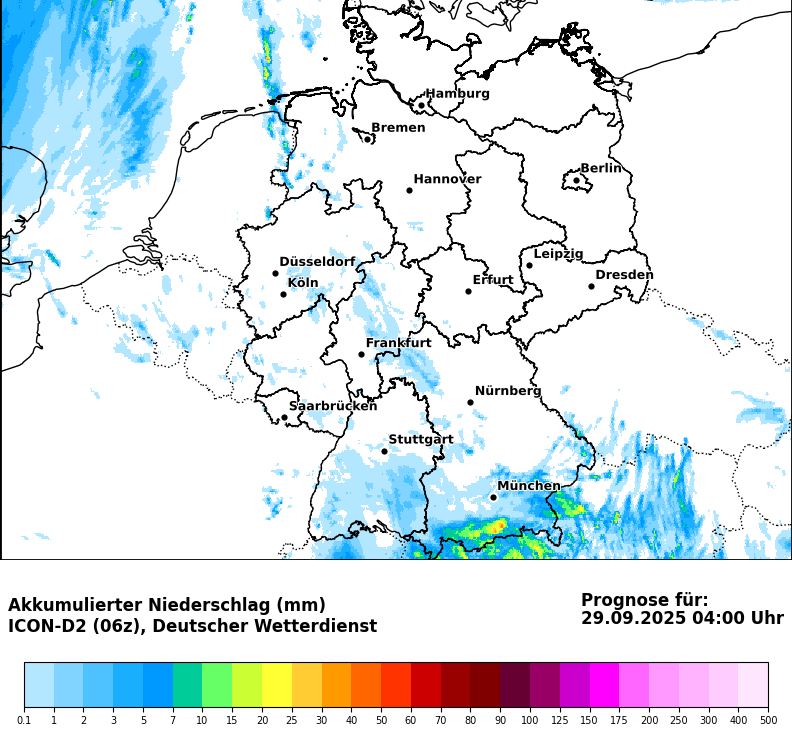 Hamburg
Bremen
Berlin
Hannover
Leipzig
Düsseldorf
Dresden
Erfurt
Köln
Frankfurt
Nürnberg
Saarbrücken
Stuttgart
München
Akkumulierter Niederschlag (mm)
ICON-D2 (06z), Deutscher Wetterdienst
Prognose für:
29.09.2025 04:00 Uhr
0.1 1 2 3 5 7 10 15 20 25 30 40 50 60 70 80 90 100 125 150 175 200 250 300 400 500